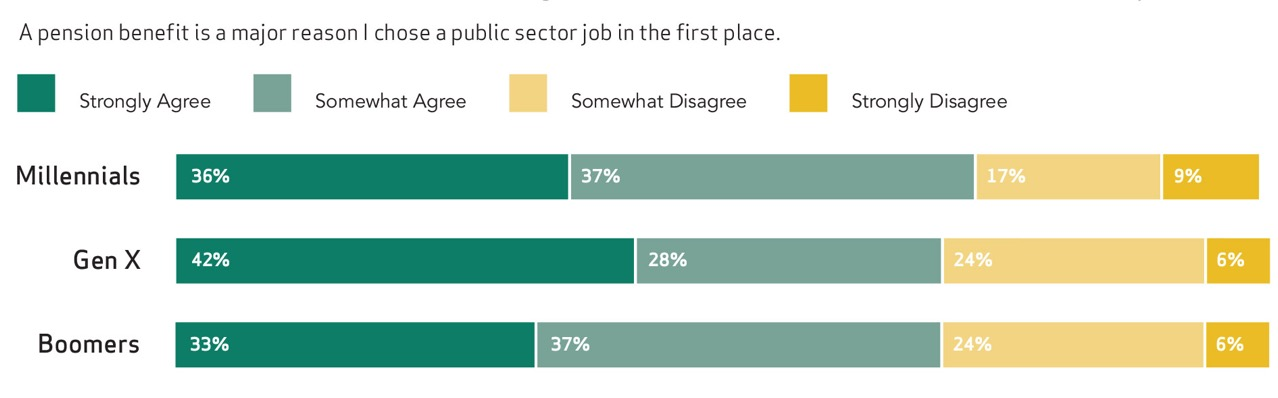 A pension benefit is a major reason I chose a public sector job in the first place.
Strongly Agree Somewhat Agree Somewhat Disagree Strongly Disagree
Millennials 36% 37% 17% 9%
Gen X 42% 28% 24% 6%
Boomers 33% 37% 24% 6%